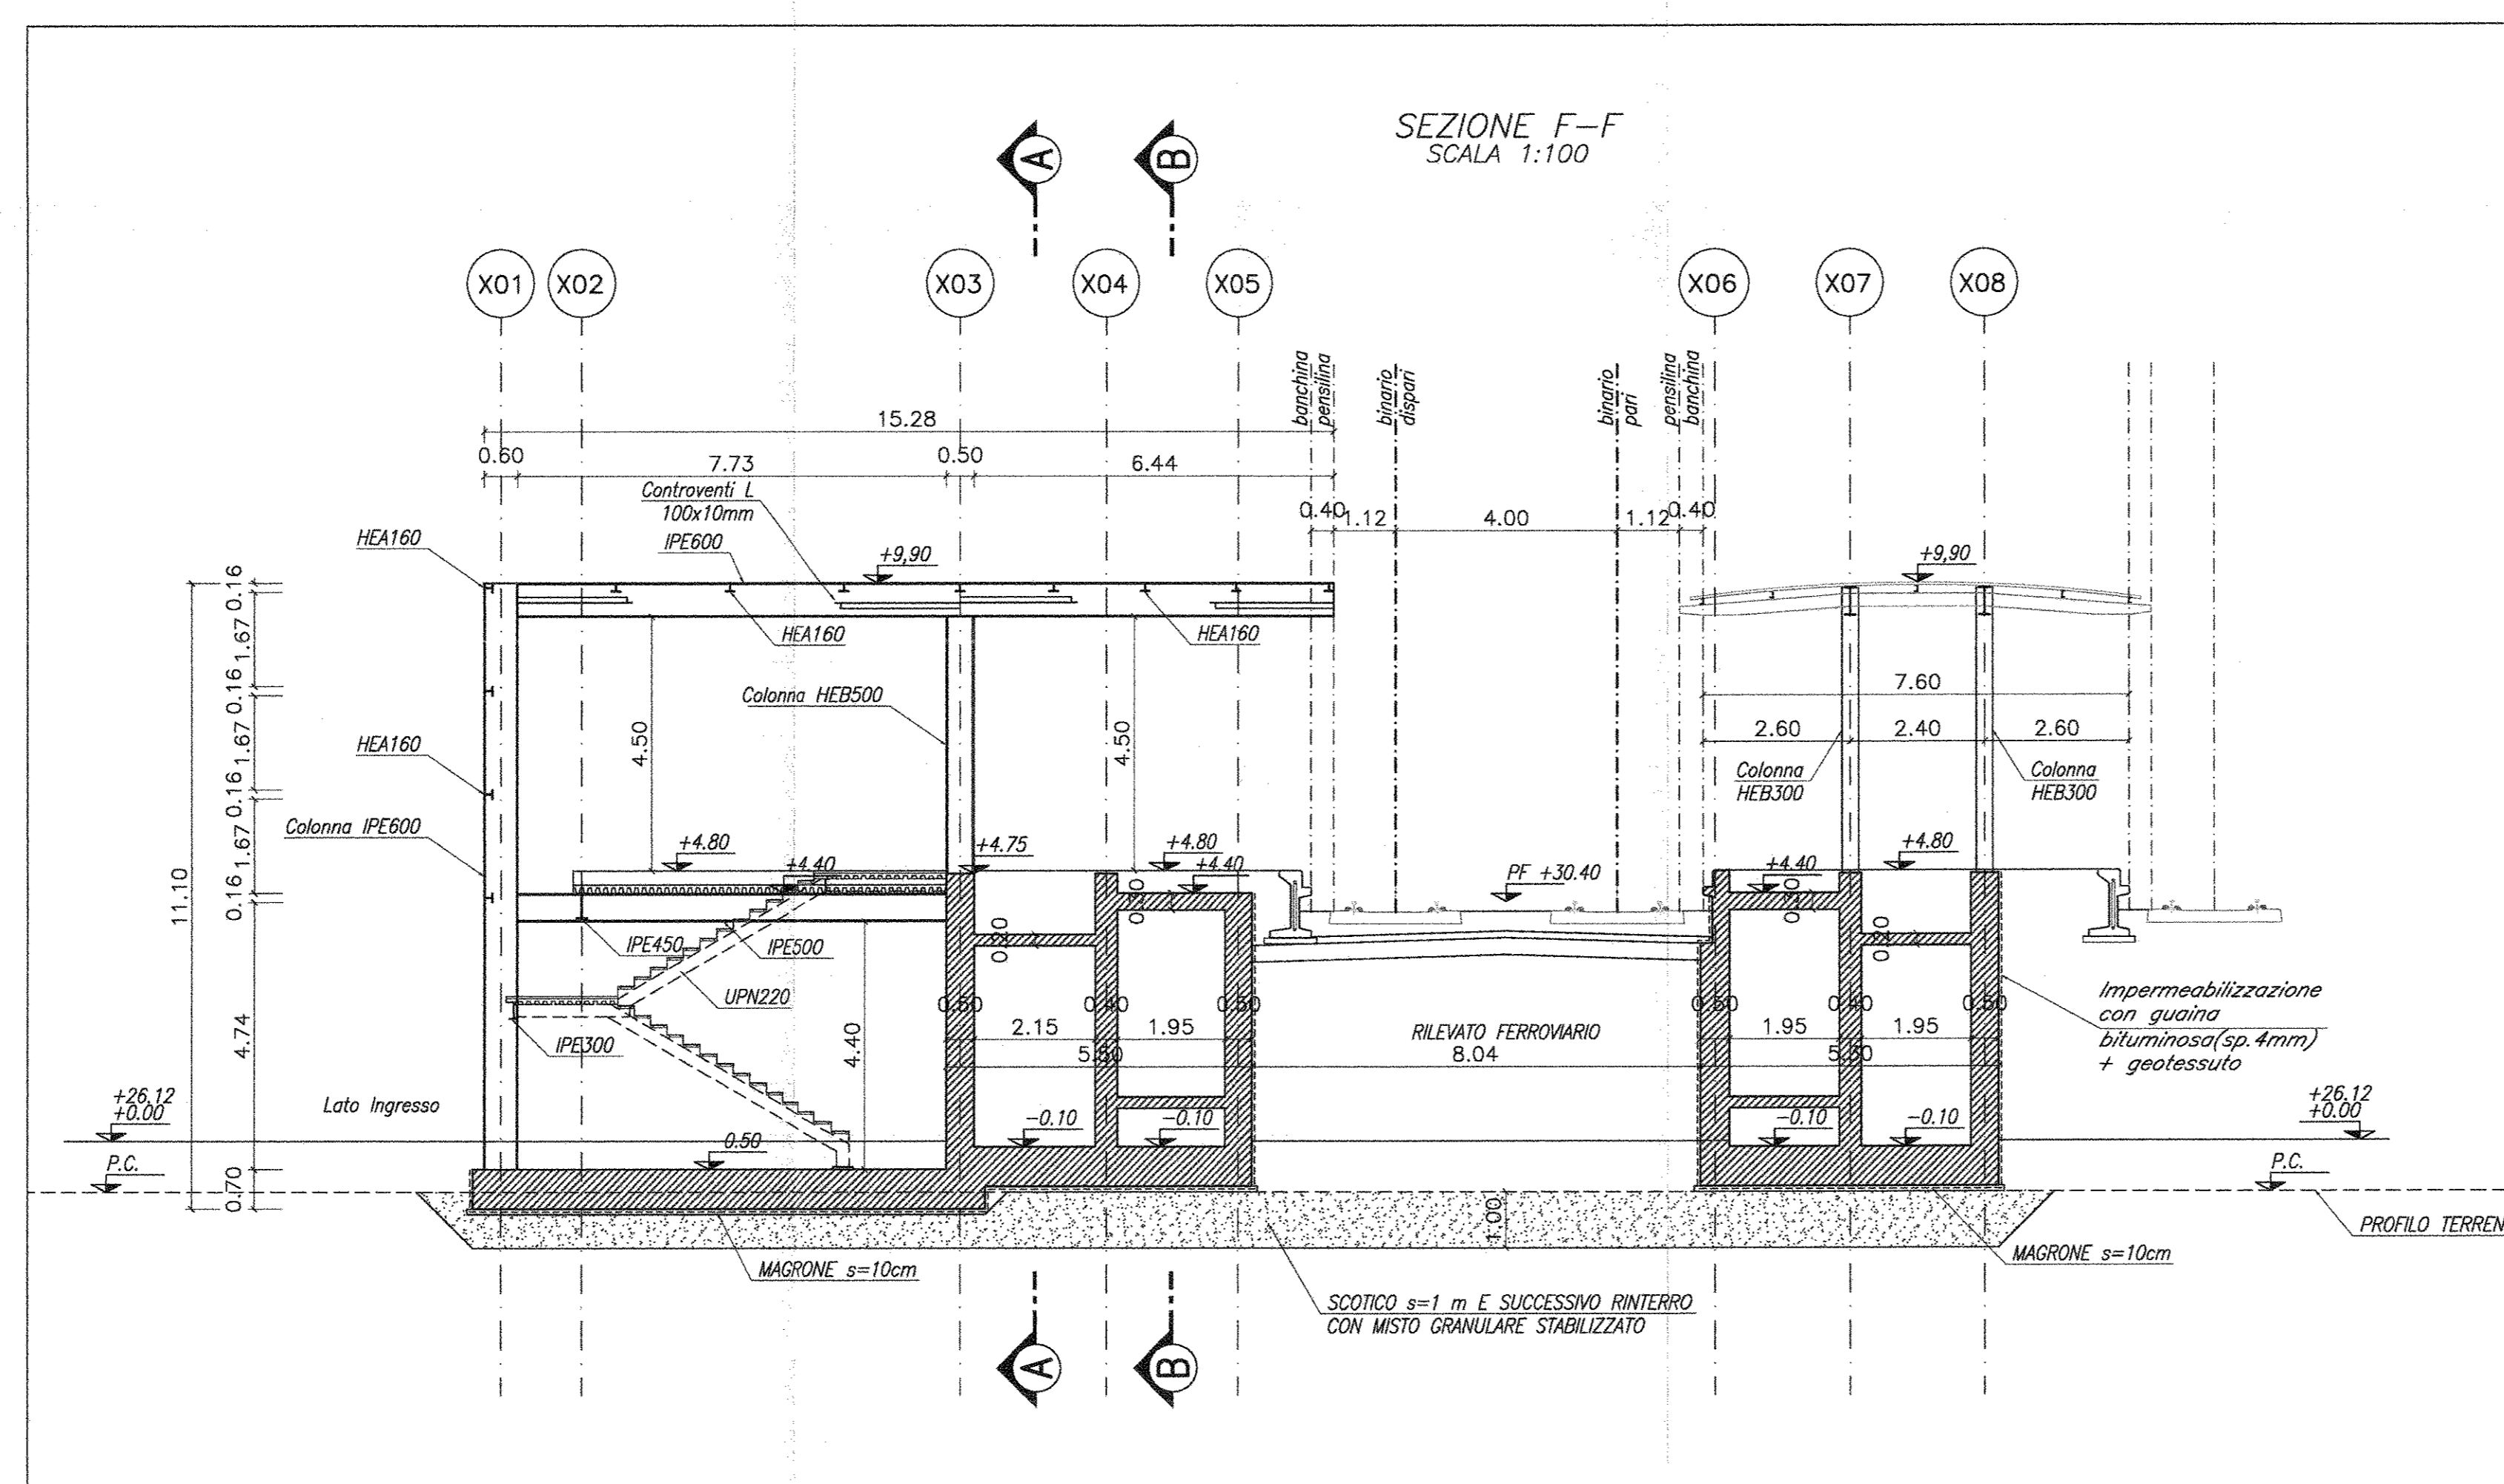 SEZIONE F–F
SCALA 1:100
A
B
X01
X02
X03
X04
X05
X06
X07
X08
banchina
pensilina
binario
dispari
binario
pari
pensilina
banchina
15.28
0.60
7.73
0.50
6.44
Controventi L
100x10mm
0.40
1.12
4.00
1.12
0.40
HEA160
IPE600
+9,90
+9,90
HEA160
HEA160
0.16
1.67
0.16
1.67
0.16
1.67
0.16
4.74
0.70
11.10
Colonna HEB500
4.50
4.50
7.60
2.60
2.40
2.60
HEA160
Colonna
HEB300
Colonna
HEB300
Colonna IPE600
+4.80
+4.40
+4.75
+4.80
+4.40
PF +30.40
+4.40
+4.80
IPE450
IPE500
0.20
0.20
UPN220
0.50
0.40
0.50
0.50
0.40
0.50
Impermeabilizzazione
con guaina
bituminosa(sp.4mm)
+ geotessuto
IPE300
4.40
2.15
1.95
5.50
RILEVATO FERROVIARIO
8.04
1.95
1.95
5.30
+26.12
+0.00
Lato Ingresso
0.50
-0.10
-0.10
-0.10
-0.10
+26.12
+0.00
P.C.
P.C.
1.00
PROFILO TERREN
MAGRONE s=10cm
MAGRONE s=10cm
SCOTICO s=1 m E SUCCESSIVO RINTERRO
CON MISTO GRANULARE STABILIZZATO
A
B